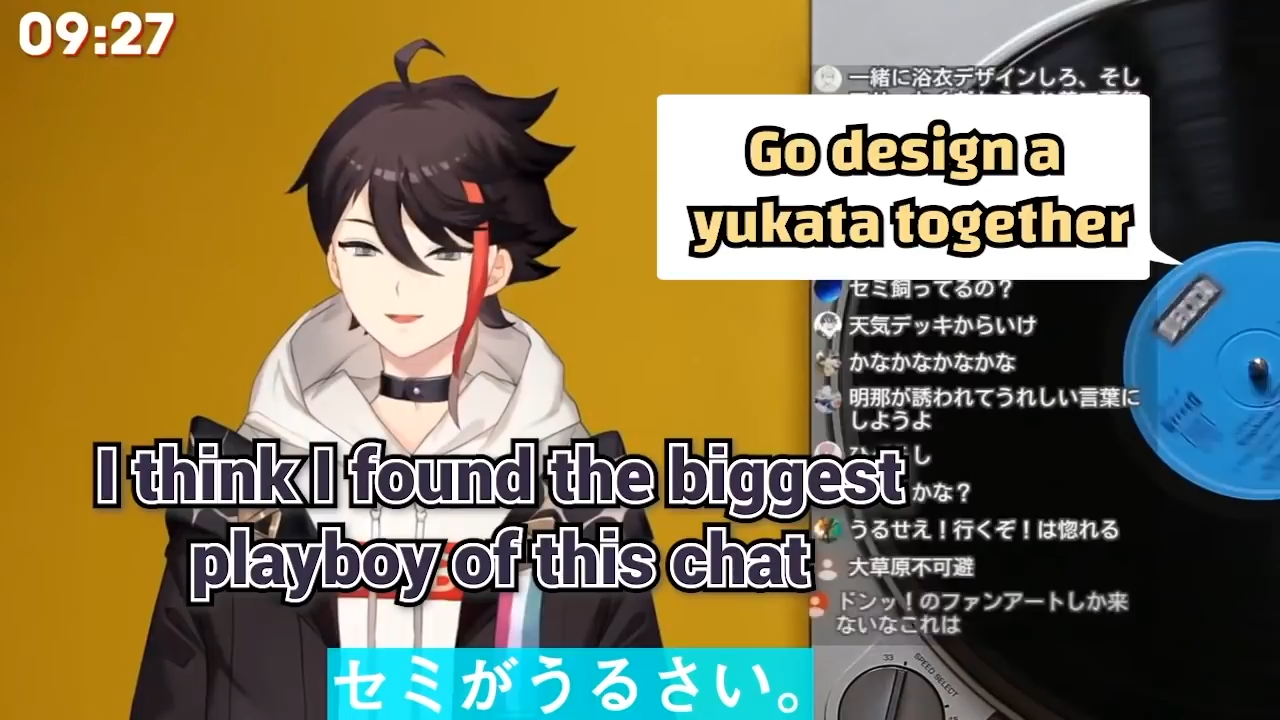 09:27
一緒に浴衣デザインしろ、そし
Go design a
yukata together
セミ飼ってるの？
天気デッキからいけ
かなかなかなかな
明那が誘われてうれしい言葉に
しようよ
し
かな？
うるせえ！行くぞ！は惚れる
大草原不可避
ドンッ！のファンアートしか来
ないなこれは
I think I found the biggest
playboy of this chat
セミがうるさい。
33
SPEED SELECT
45